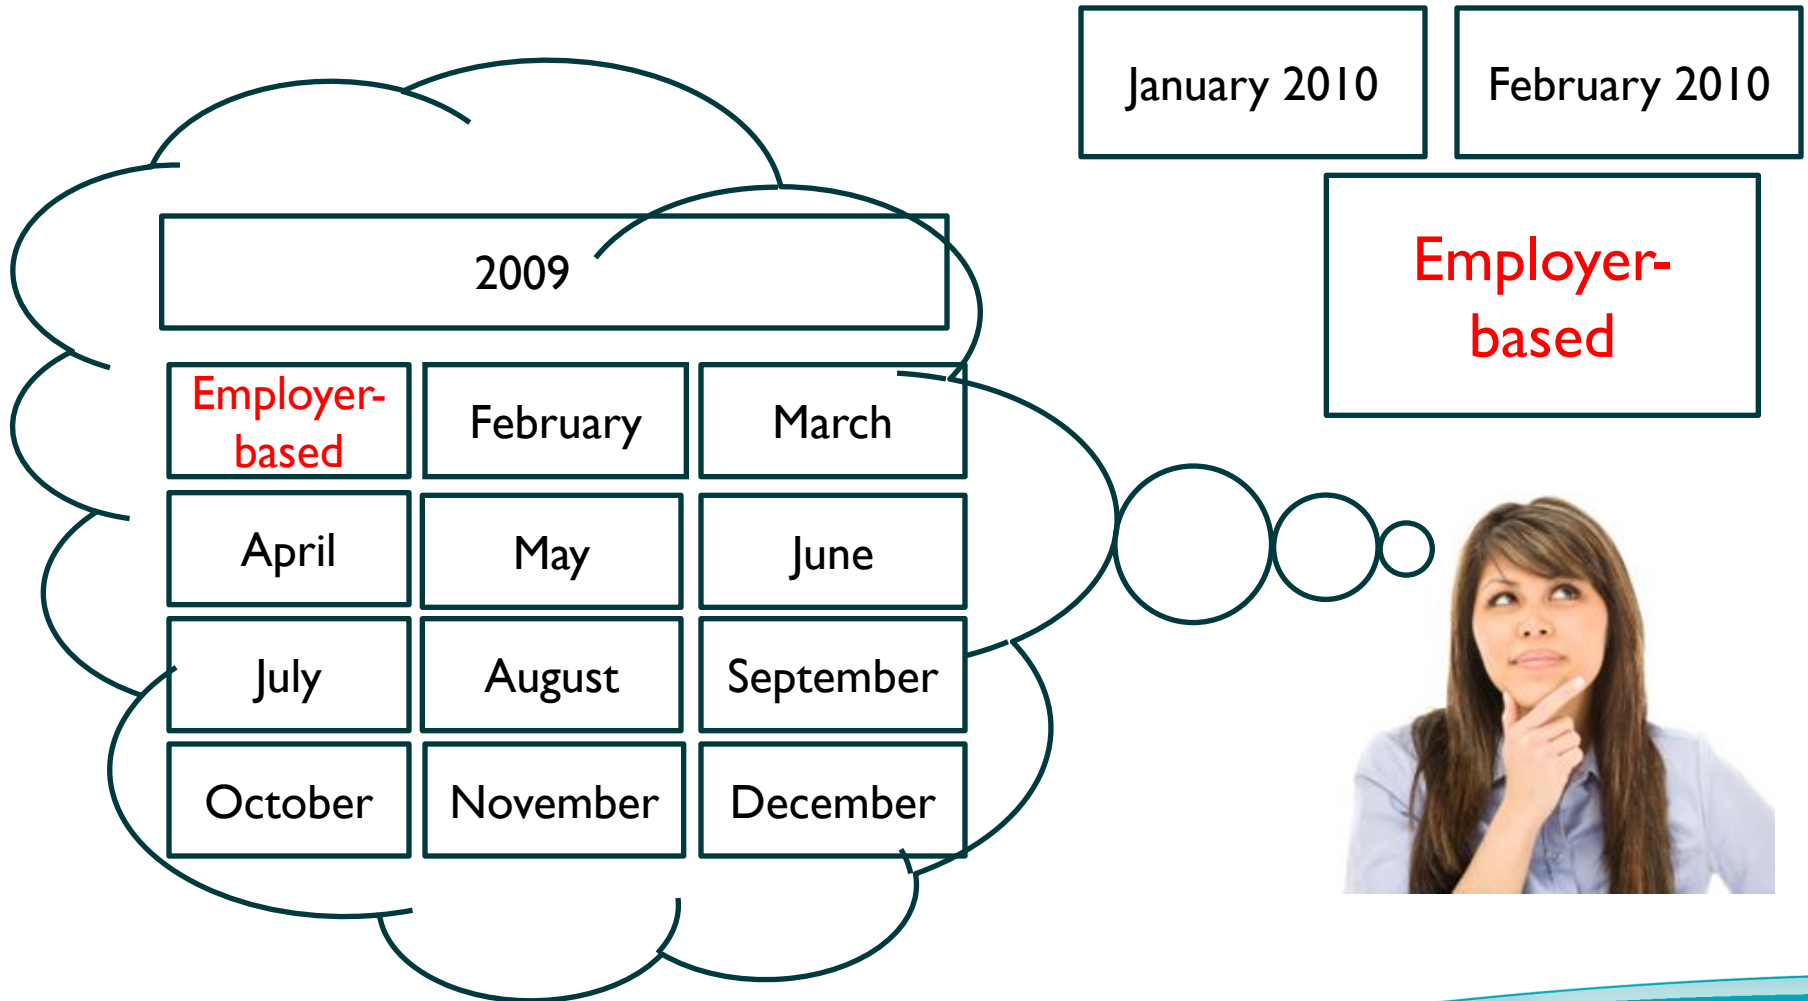 January 2010
February 2010
Employer-
based
2009
Employer-
based
February
March
April
May
June
July
August
September
October
November
December